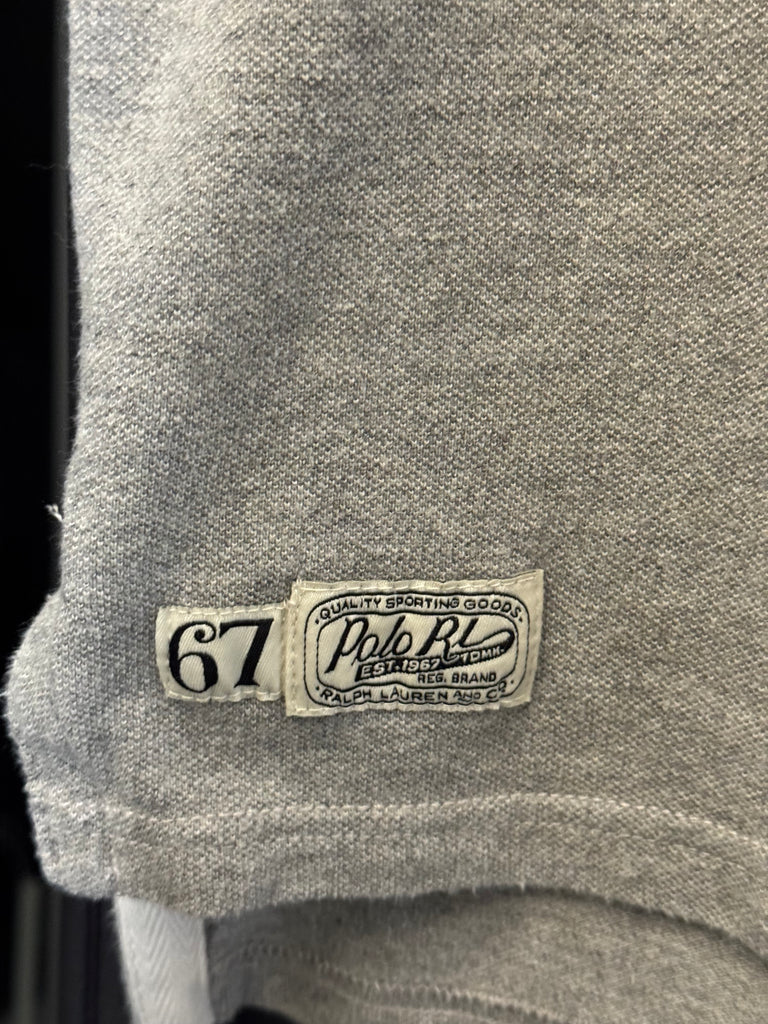 67
QUALITY SPORTING GOODS
Polo RL
EST. 1967 TDMK.
REG. BRAND
RALPH LAUREN AND CO